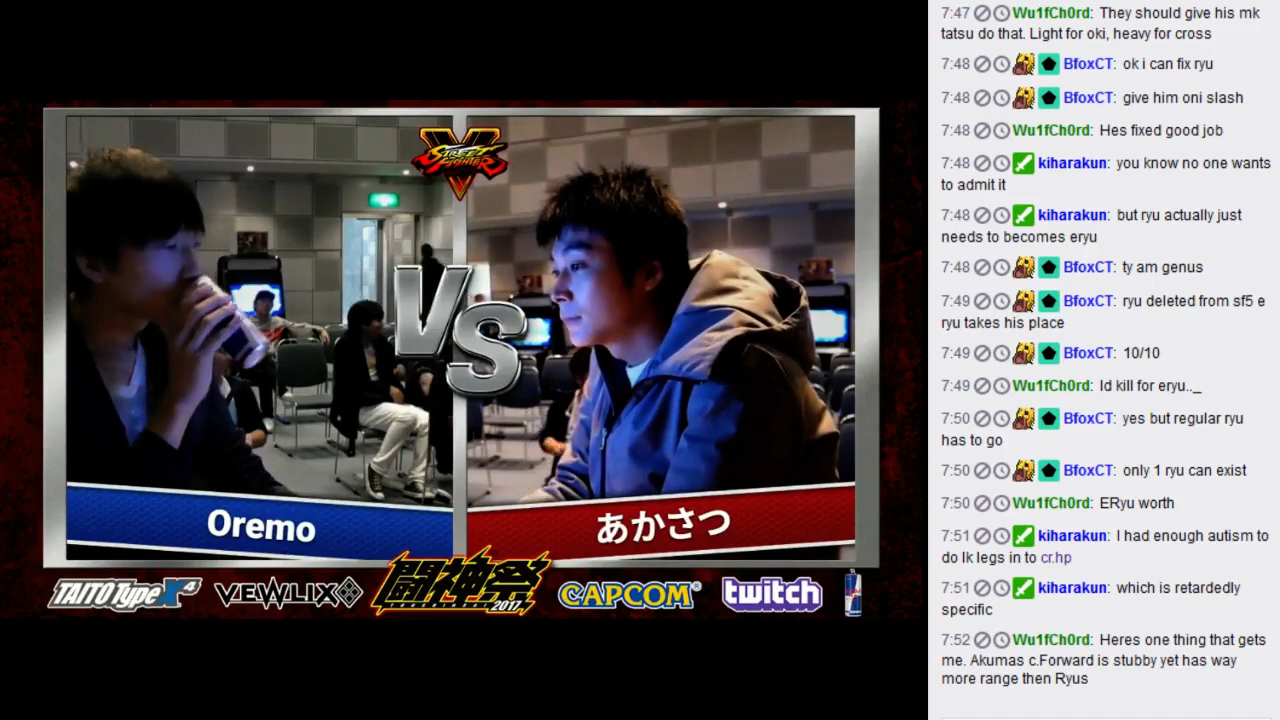 STREET FIGHTER
V
VS
Oremo
あかさつ
TAITO Type X⁴
VEWLIX
闘神祭
2017
CAPCOM
twitch
7:47 Wu1fCh0rd: They should give his mk
tatsu do that. Light for oki, heavy for cross
7:48 BfoxCT: ok i can fix ryu
7:48 BfoxCT: give him oni slash
7:48 Wu1fCh0rd: Hes fixed good job
7:48 kiharakun: you know no one wants
to admit it
7:48 kiharakun: but ryu actually just
needs to becomes eryu
7:48 BfoxCT: ty am genus
7:49 BfoxCT: ryu deleted from sf5 e
ryu takes his place
7:49 BfoxCT: 10/10
7:49 Wu1fCh0rd: Id kill for eryu.._
7:50 BfoxCT: yes but regular ryu
has to go
7:50 BfoxCT: only 1 ryu can exist
7:50 Wu1fCh0rd: ERyu worth
7:51 kiharakun: I had enough autism to
do lk legs in to cr.hp
7:51 kiharakun: which is retardedly
specific
7:52 Wu1fCh0rd: Heres one thing that gets
me. Akumas c.Forward is stubby yet has way
more range then Ryus